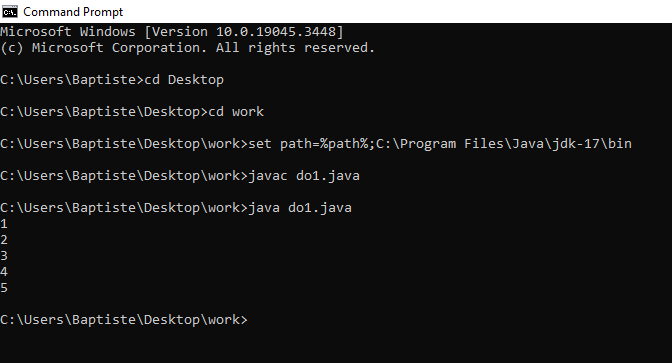 Command Prompt
Microsoft Windows [Version 10.0.19045.3448]
(c) Microsoft Corporation. All rights reserved.
C:\Users\Baptiste>cd Desktop
C:\Users\Baptiste\Desktop>cd work
C:\Users\Baptiste\Desktop\work>set path=%path%;C:\Program Files\Java\jdk-17\bin
C:\Users\Baptiste\Desktop\work>javac do1.java
C:\Users\Baptiste\Desktop\work>java do1.java
1
2
3
4
5
C:\Users\Baptiste\Desktop\work>